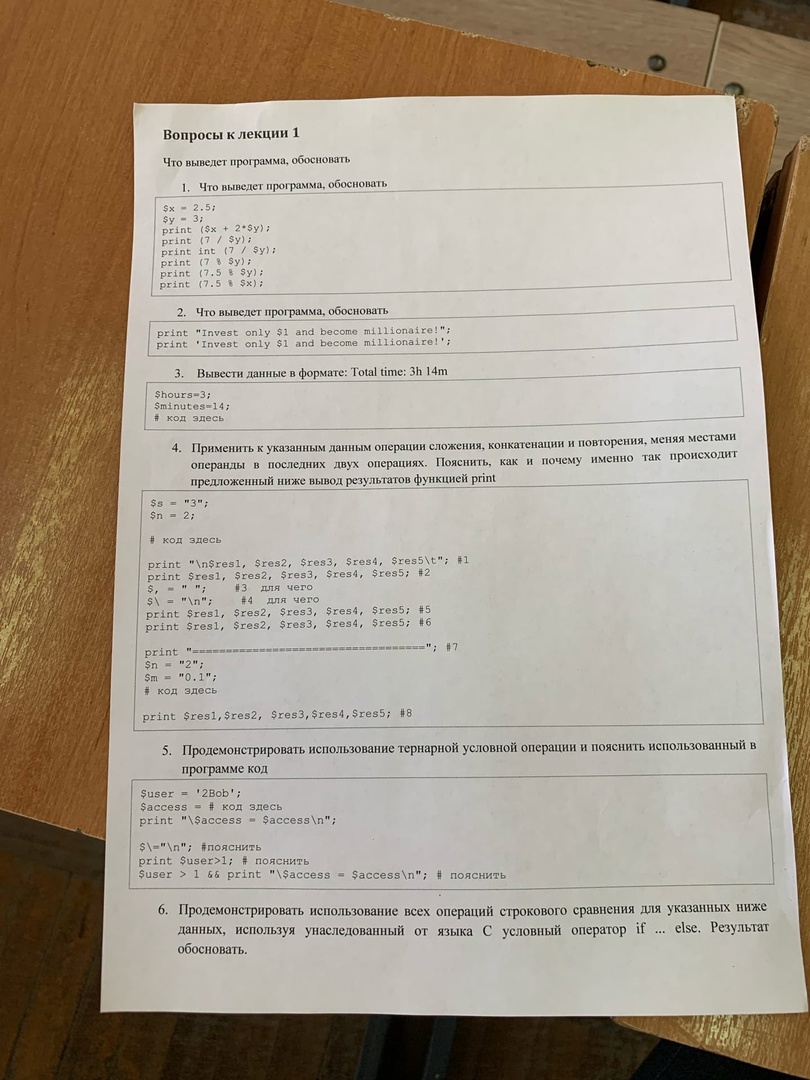 Вопросы к лекции 1
Что выведет программа, обосновать
1. Что выведет программа, обосновать
$x = 2.5;
$y = 3;
print ($x + 2*$y);
print (7 / $y);
print int (7 / $y);
print (7 % $y);
print (7.5 % $y);
print (7.5 % $x);
2. Что выведет программа, обосновать
print "Invest only $1 and become millionaire!";
print 'Invest only $1 and become millionaire!';
3. Вывести данные в формате: Total time: 3h 14m
$hours=3;
$minutes=14;
# код здесь
4. Применить к указанным данным операции сложения, конкатенации и повторения, меняя местами
операнды в последних двух операциях. Пояснить, как и почему именно так происходит
предложенный ниже вывод результатов функцией print
$s = "3";
$n = 2;
# код здесь
print "\n$res1, $res2, $res3, $res4, $res5\t"; #1
print $res1, $res2, $res3, $res4, $res5; #2
$, = " "; #3 для чего
$\ = "\n"; #4 для чего
print $res1, $res2, $res3, $res4, $res5; #5
print $res1, $res2, $res3, $res4, $res5; #6
print "==================================="; #7
$n = "2";
$m = "0.1";
# код здесь
print $res1,$res2, $res3,$res4,$res5; #8
5. Продемонстрировать использование тернарной условной операции и пояснить использованный в
программе код
$user = '2Bob';
$access = # код здесь
print "\$access = $access\n";
$\="\n"; #пояснить
print $user>1; # пояснить
$user > 1 && print "\$access = $access\n"; # пояснить
6. Продемонстрировать использование всех операций строкового сравнения для указанных ниже
данных, используя унаследованный от языка С условный оператор if ... else. Результат
обосновать.